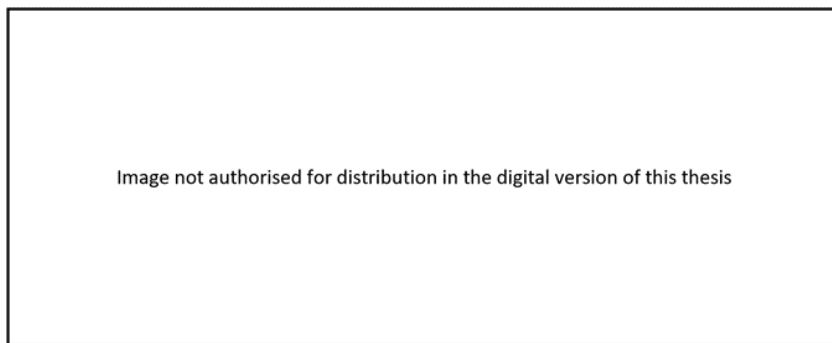 Image not authorised for distribution in the digital version of this thesis